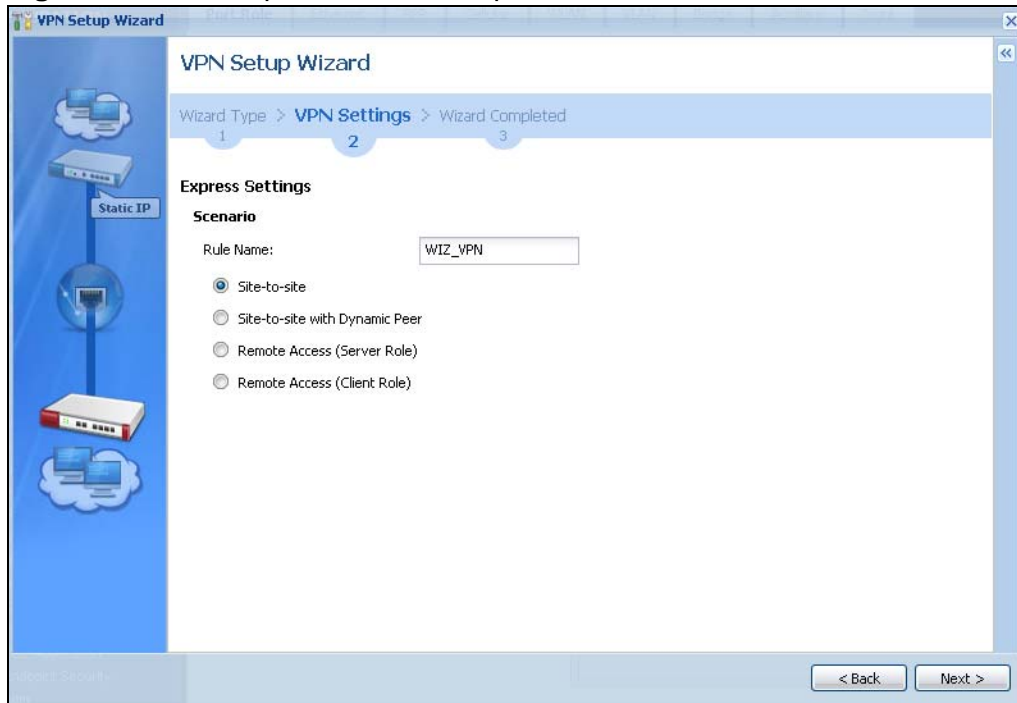 VPN Setup Wizard
VPN Setup Wizard
Wizard Type > VPN Settings > Wizard Completed
1 2 3
Static IP
Express Settings
Scenario
Rule Name: WIZ_VPN
Site-to-site
Site-to-site with Dynamic Peer
Remote Access (Server Role)
Remote Access (Client Role)
< Back Next >